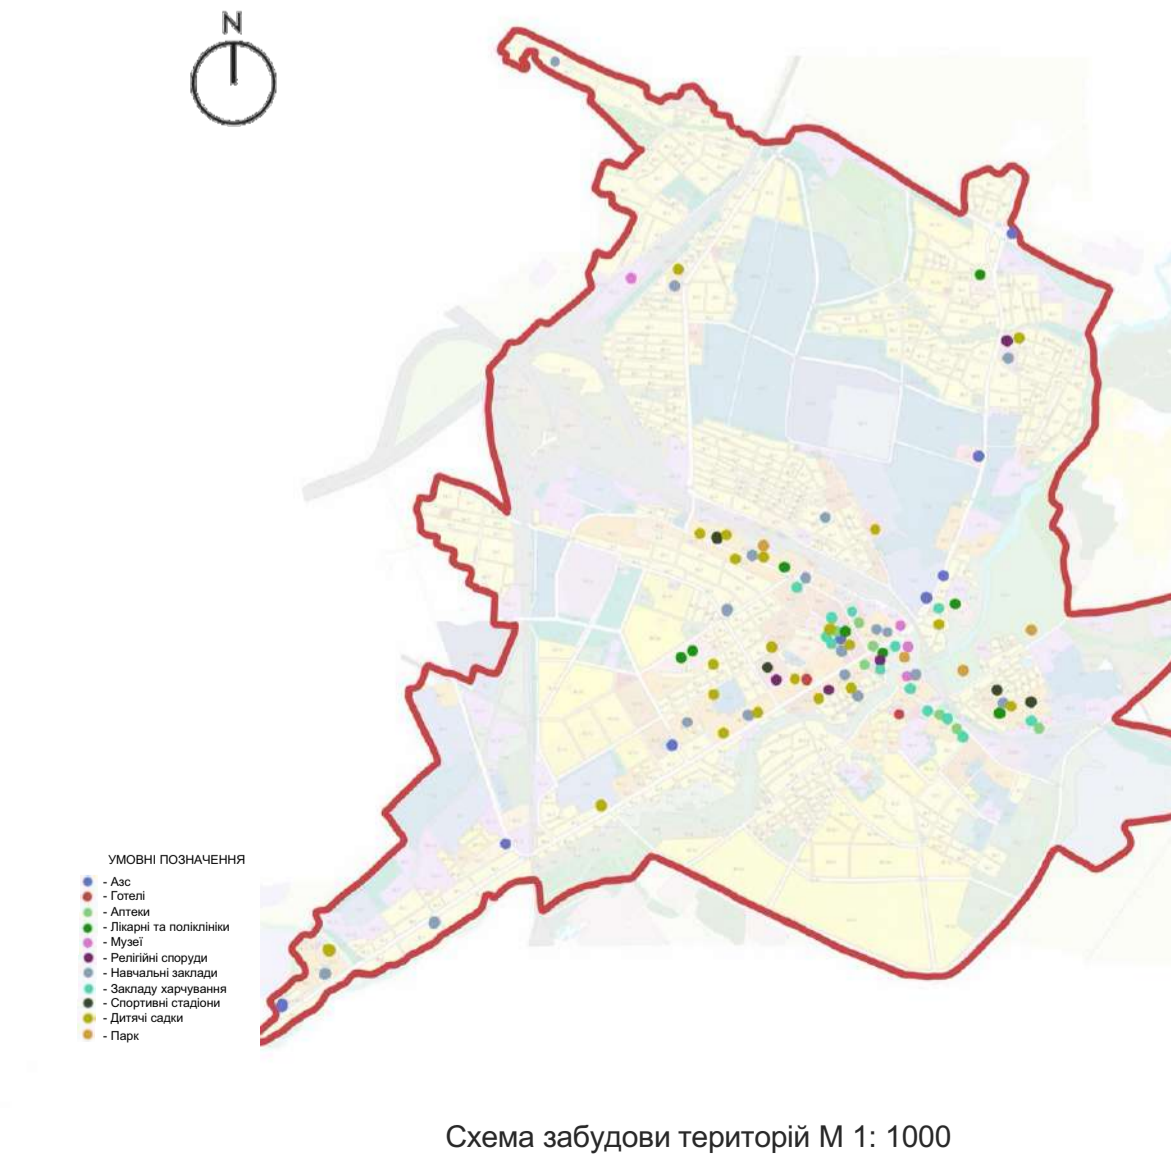 N
УМОВНІ ПОЗНАЧЕННЯ
- Азс
- Готелі
- Аптеки
- Лікарні та поліклініки
- Музеї
- Релігійні споруди
- Навчальні заклади
- Закладу харчування
- Спортивні стадіони
- Дитячі садки
- Парк
Схема забудови територій М 1: 1000